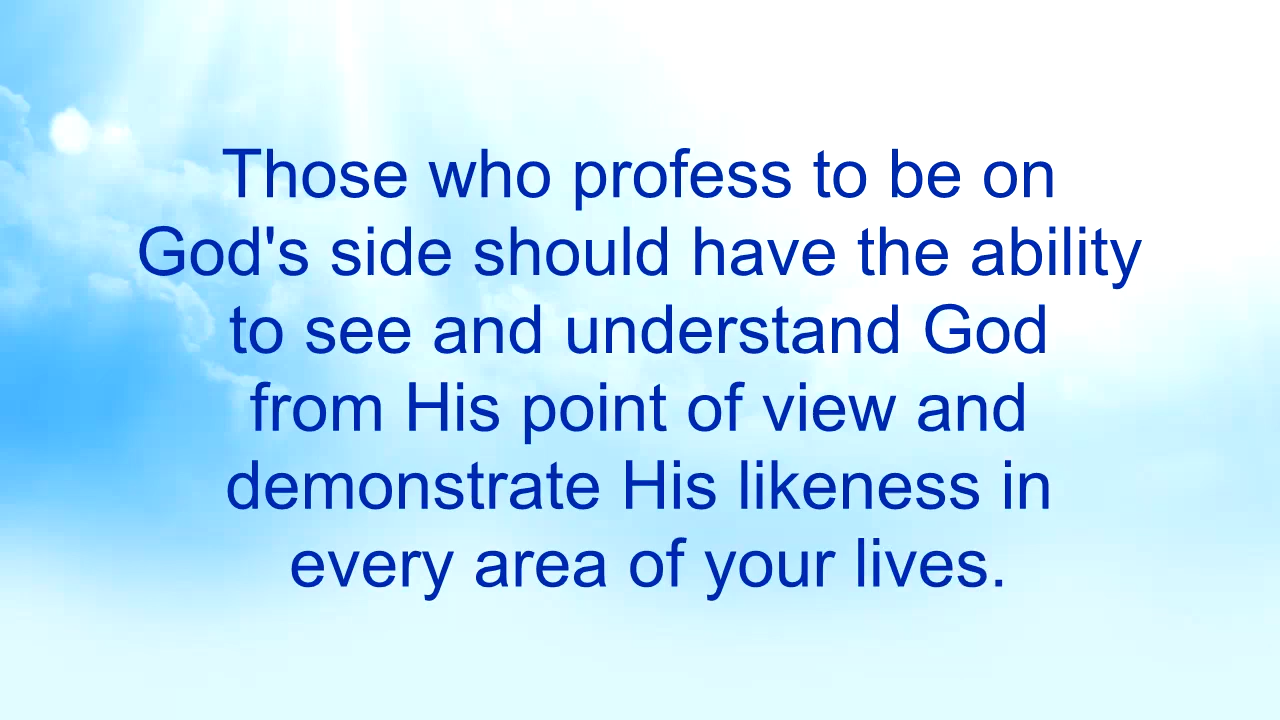 Those who profess to be on
God's side should have the ability
to see and understand God
from His point of view and
demonstrate His likeness in
every area of your lives.